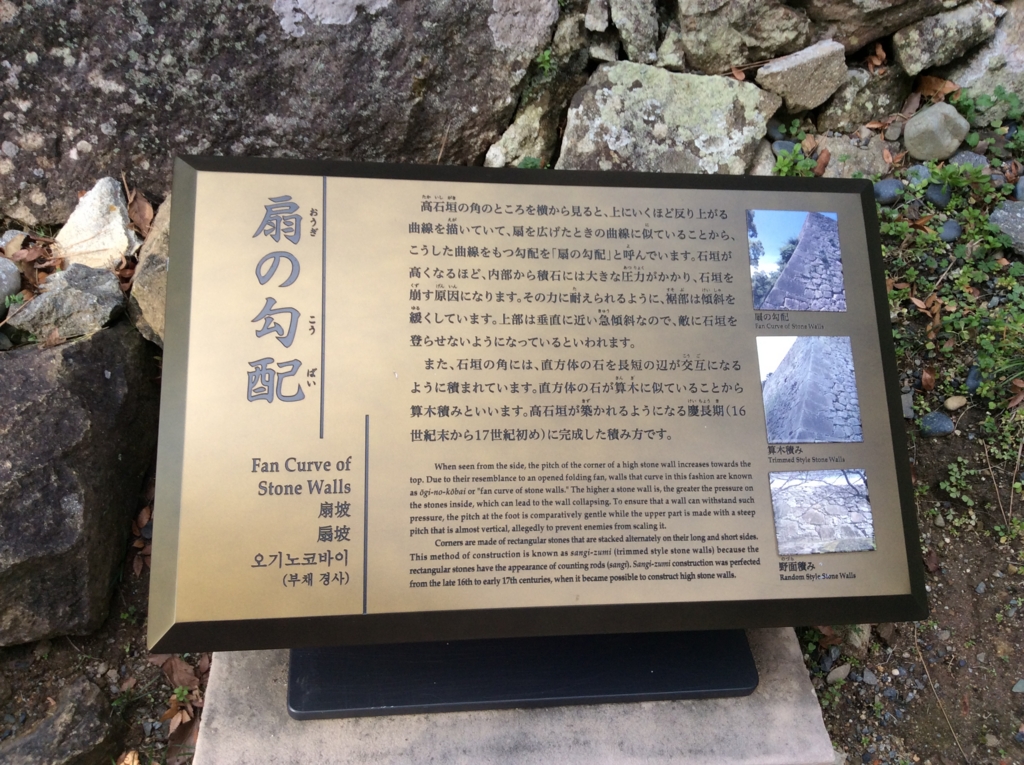 扇の勾配
おうぎ こう ばい
Fan Curve of
Stone Walls
扇坡
扇坡
오기노코바이
(부채 경사)
高石垣の角のところを横から見ると、上にいくほど反り上がる
曲線を描いていて、扇を広げたときの曲線に似ていることから、
こうした曲線をもつ勾配を「扇の勾配」と呼んでいます。石垣が
高くなるほど、内部から積石には大きな圧力がかかり、石垣を
崩す原因になります。その力に耐えられるように、裾部は傾斜を
緩くしています。上部は垂直に近い急傾斜なので、敵に石垣を
登らせないようになっているといわれます。
また、石垣の角には、直方体の石を長短の辺が交互になる
ように積まれています。直方体の石が算木に似ていることから
算木積みといいます。高石垣が築かれるようになる慶長期(16
世紀末から17世紀初め)に完成した積み方です。
When seen from the side, the pitch of the corner of a high stone wall increases towards the
top. Due to their resemblance to an opened folding fan, walls that curve in this fashion are known
as ōgi-no-kōbai or "fan curve of stone walls." The higher a stone wall is, the greater the pressure on
the stones inside, which can lead to the wall collapsing. To ensure that a wall can withstand such
pressure, the pitch at the foot is comparatively gentle while the upper part is made with a steep
pitch that is almost vertical, allegedly to prevent enemies from scaling it.
Corners are made of rectangular stones that are stacked alternately on their long and short sides.
This method of construction is known as sangi-zumi (trimmed style stone walls) because the
rectangular stones have the appearance of counting rods (sangi). Sangi-zumi construction was perfected
from the late 16th to early 17th centuries, when it became possible to construct high stone walls.
扇の勾配
Fan Curve of Stone Walls
算木積み
Trimmed Style Stone Walls
野面積み
Random Style Stone Walls